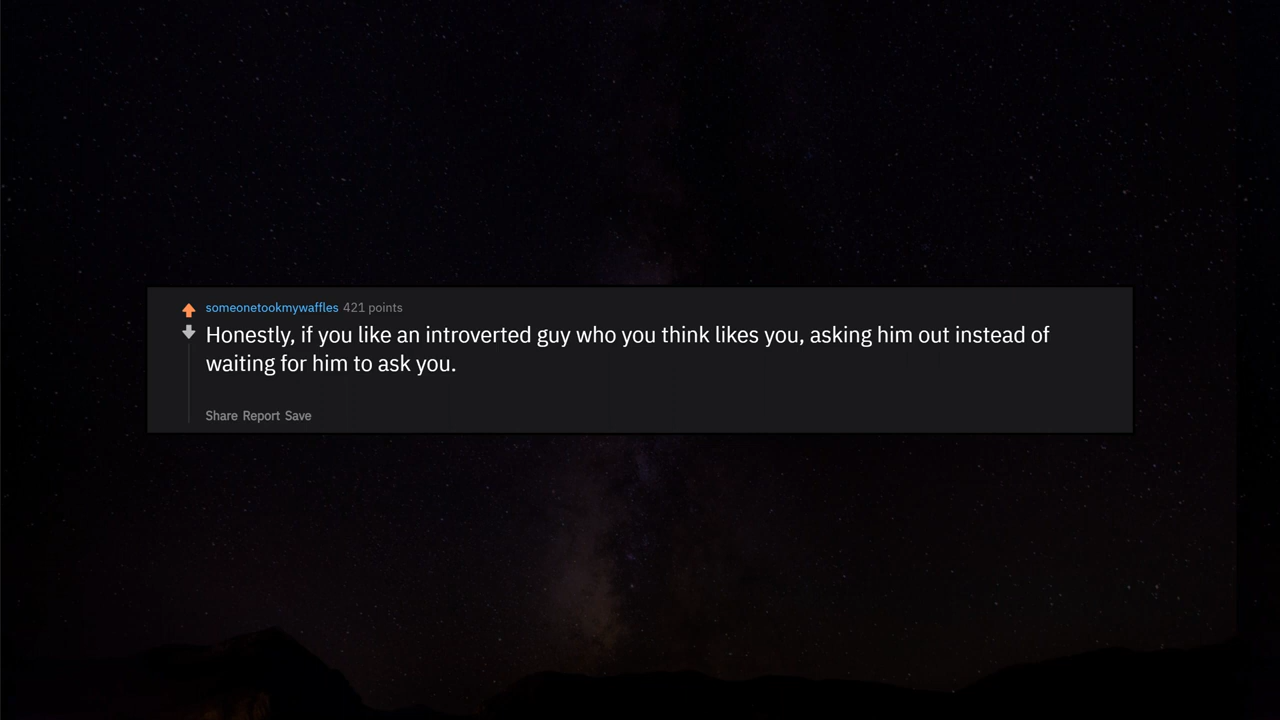 someonetookmywaffles 421 points
Honestly, if you like an introverted guy who you think likes you, asking him out instead of
waiting for him to ask you.
Share Report Save